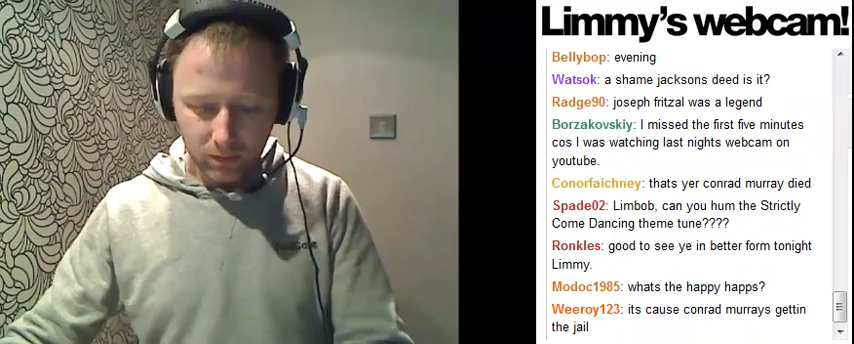 Limmy's webcam!
Bellybop: evening
Watsok: a shame jacksons deed is it?
Radge90: joseph fritzal was a legend
Borzakovskiy: I missed the first five minutes
cos I was watching last nights webcam on
youtube.
Conorfaichney: thats yer conrad murray died
Spade02: Limbob, can you hum the Strictly
Come Dancing theme tune????
Ronkles: good to see ye in better form tonight
Limmy.
Modoc1985: whats the happy happs?
Weeroy123: its cause conrad murrays gettin
the jail